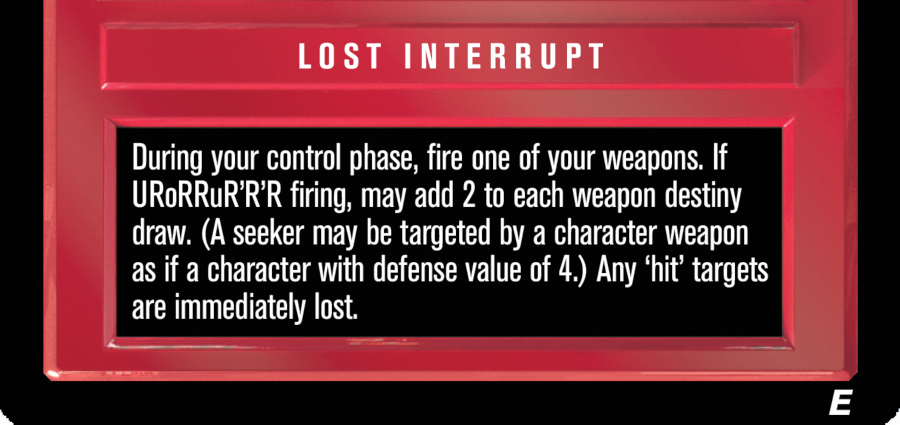 LOST INTERRUPT
During your control phase, fire one of your weapons. If
URoRRuR’R’R firing, may add 2 to each weapon destiny
draw. (A seeker may be targeted by a character weapon
as if a character with defense value of 4.) Any ‘hit’ targets
are immediately lost.
E